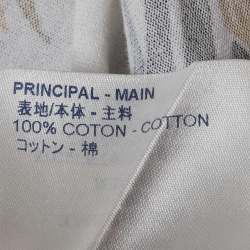 PRINCIPAL - MAIN
表地/本体 - 主料
100% COTON - COTTON
コットン - 棉